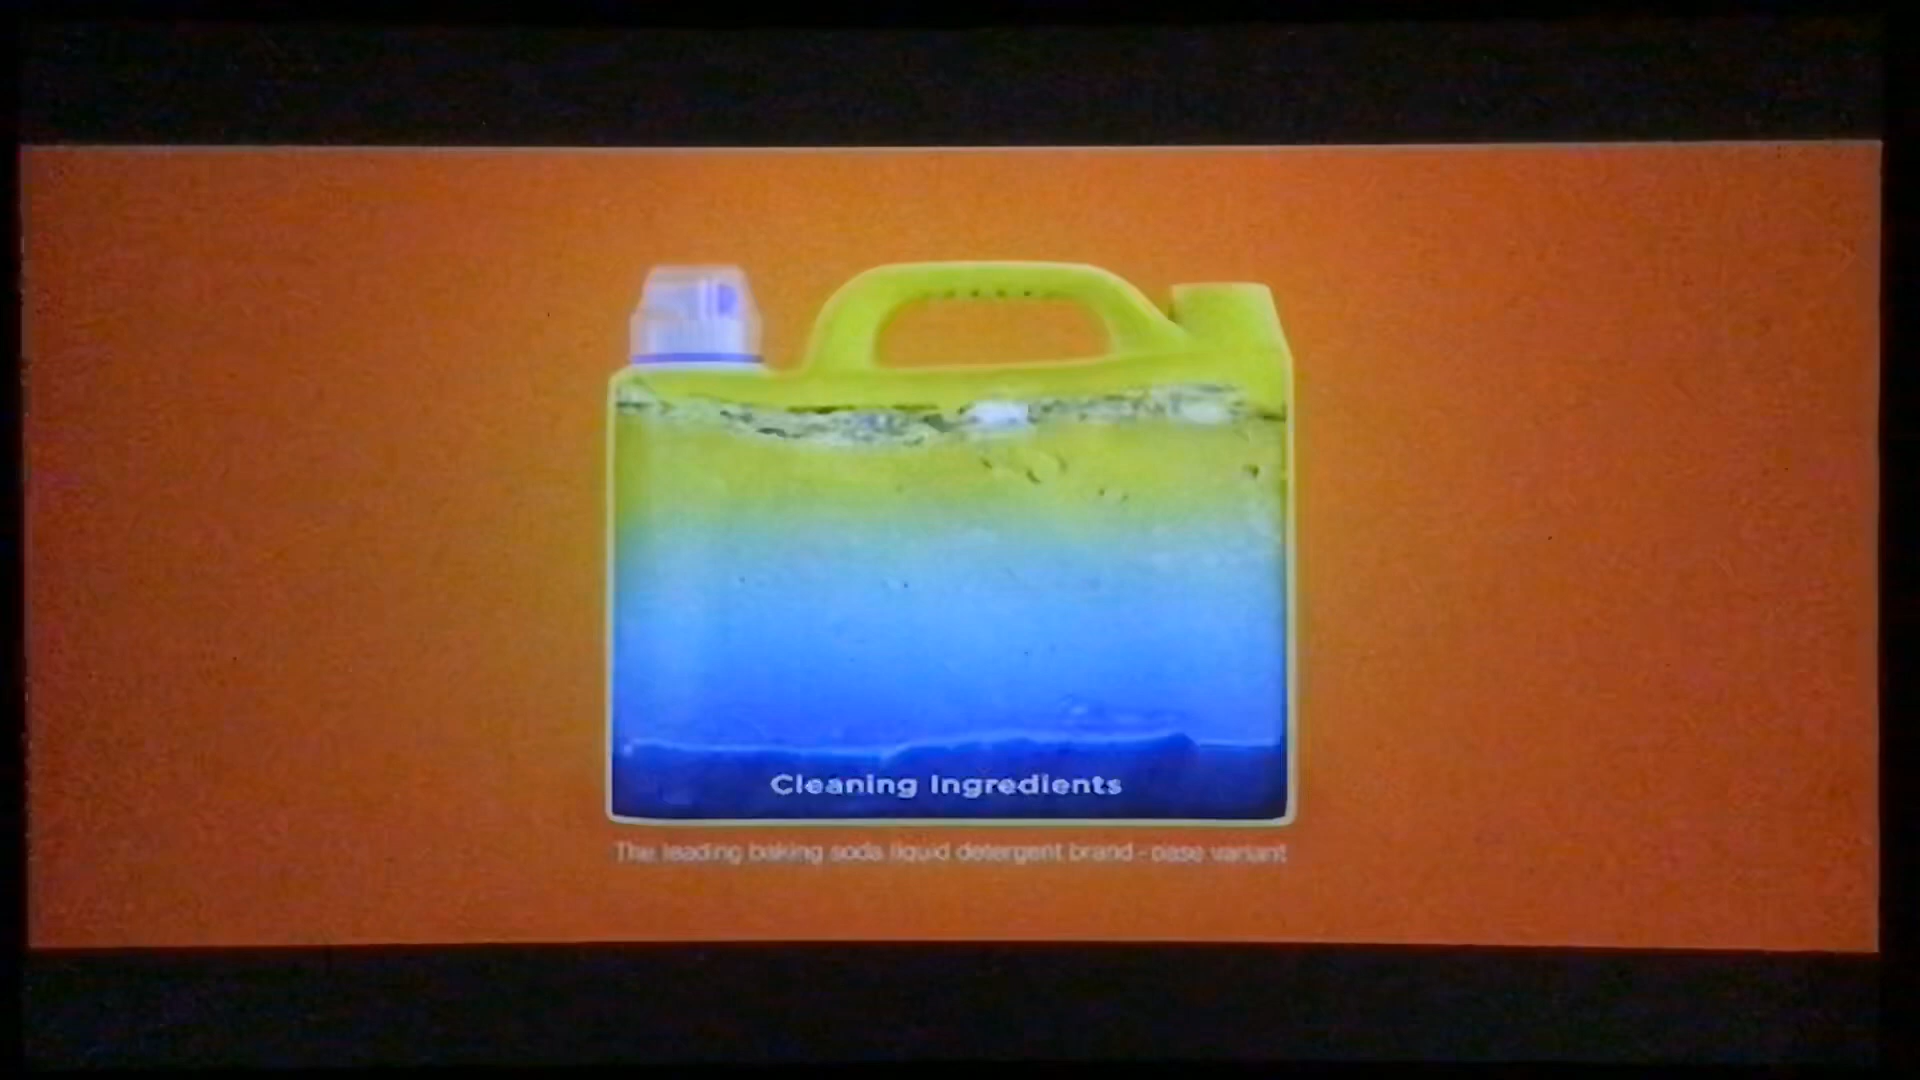 Cleaning Ingredients
The leading baking soda liquid detergent brand - base variant